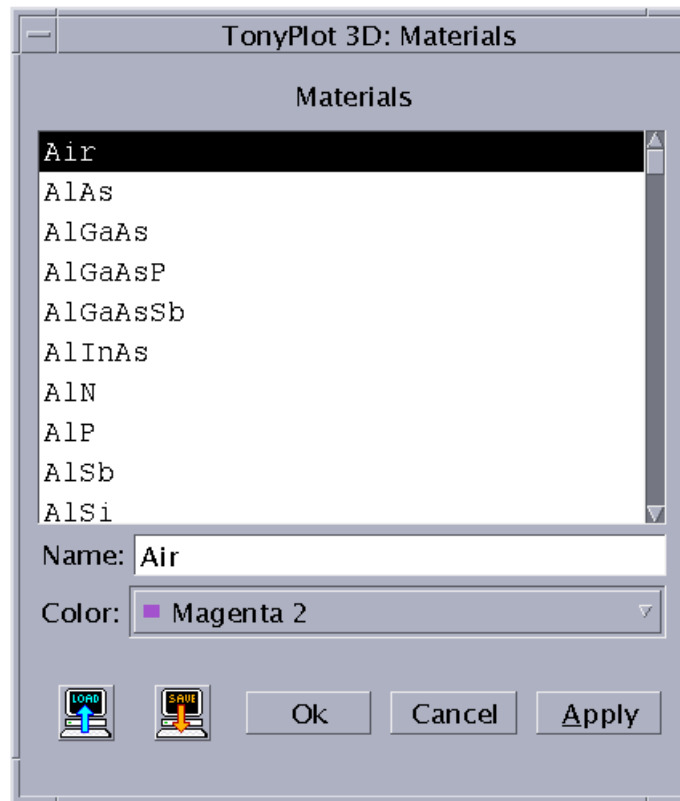 TonyPlot 3D: Materials
Materials
Air
AlAs
AlGaAs
AlGaAsP
AlGaAsSb
AlInAs
AlN
AlP
AlSb
AlSi
Name: Air
Color: Magenta 2
LOAD SAVE Ok Cancel Apply